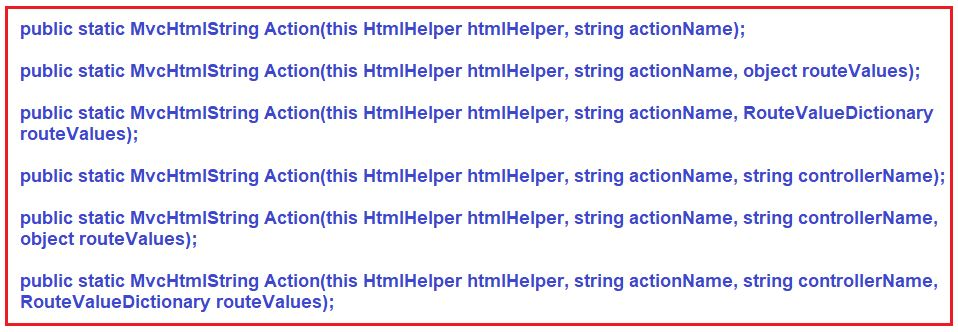 public static MvcHtmlString Action(this HtmlHelper htmlHelper, string actionName);
public static MvcHtmlString Action(this HtmlHelper htmlHelper, string actionName, object routeValues);
public static MvcHtmlString Action(this HtmlHelper htmlHelper, string actionName, RouteValueDictionary
routeValues);
public static MvcHtmlString Action(this HtmlHelper htmlHelper, string actionName, string controllerName);
public static MvcHtmlString Action(this HtmlHelper htmlHelper, string actionName, string controllerName,
object routeValues);
public static MvcHtmlString Action(this HtmlHelper htmlHelper, string actionName, string controllerName,
RouteValueDictionary routeValues);